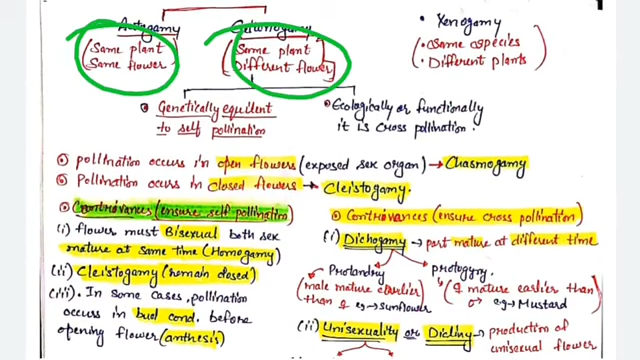 Autogamy
(Same plant
Same flower)
Geitonogamy
(Same plant
Different flower)
• Xenogamy
(• Same species
• Different plants)
• Genetically equilent
to self pollination
• Ecologically or functionally
it is cross pollination.
• pollination occurs in open flowers (exposed sex organ) → Chasmogamy
• Pollination occurs in closed flowers → Cleistogamy.
• Contrivances (ensure self pollination)
(i) flower must Bisexual both sex
mature at same time (Homogamy)
(ii) Cleistogamy (remain closed)
(iii). In some cases, pollination
occurs in bud cond. before
opening flower (anthesis)
• Contrivances (ensure cross pollination)
(i) Dichogamy → part mature at different time
Protandry
(male mature earlier
than ♀ eg → Sunflower
protogyny.
(♀ mature earlier than
♂ e.g → Mustard)
(ii) Unisexuality or Dicliny → production of
unisexual flower